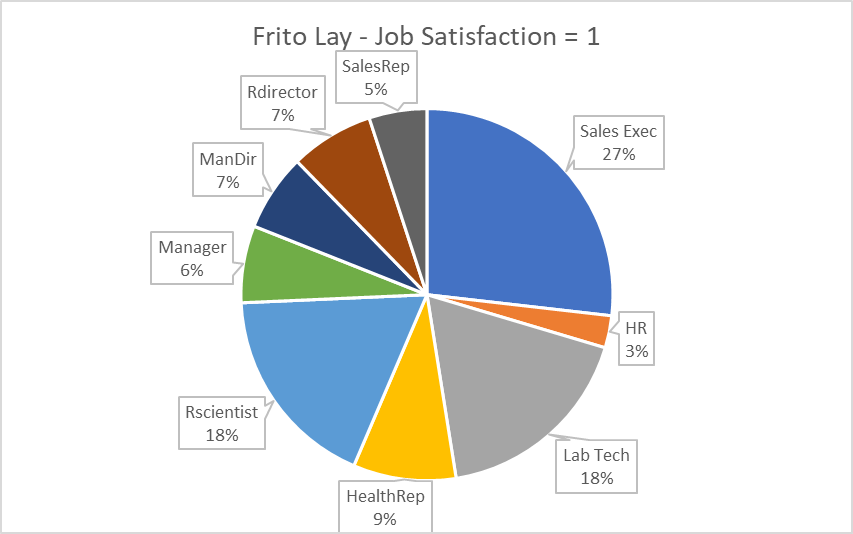 Frito Lay - Job Satisfaction = 1
SalesRep
5%
Rdirector
7%
Sales Exec
27%
ManDir
7%
Manager
6%
HR
3%
Rscientist
18%
Lab Tech
18%
HealthRep
9%